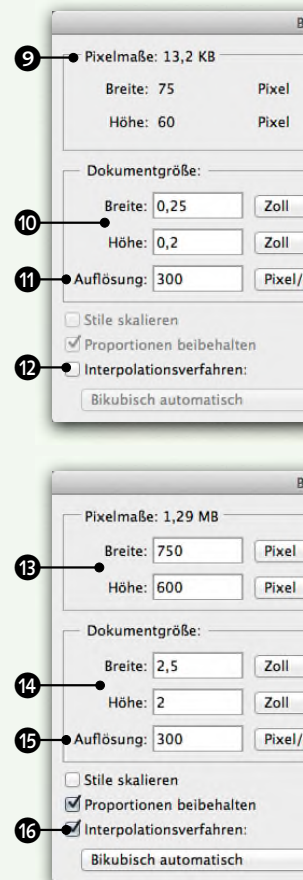 B
❾ Pixelmaße: 13,2 KB
Breite: 75 Pixel
Höhe: 60 Pixel
Dokumentgröße:
❿ Breite: 0,25 Zoll
Höhe: 0,2 Zoll
⓫ Auflösung: 300 Pixel/
Stile skalieren
Proportionen beibehalten
⓬ Interpolationsverfahren:
Bikubisch automatisch
B
Pixelmaße: 1,29 MB
⓭ Breite: 750 Pixel
Höhe: 600 Pixel
Dokumentgröße:
⓮ Breite: 2,5 Zoll
Höhe: 2 Zoll
⓯ Auflösung: 300 Pixel/
Stile skalieren
Proportionen beibehalten
⓰ Interpolationsverfahren:
Bikubisch automatisch